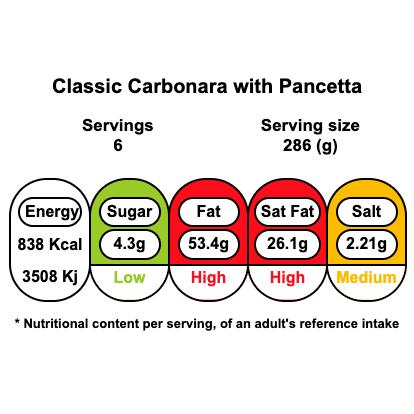 Classic Carbonara with Pancetta
Servings
6
Serving size
286 (g)
Energy Sugar Fat Sat Fat Salt
838 Kcal 4.3g 53.4g 26.1g 2.21g
3508 Kj Low High High Medium
* Nutritional content per serving, of an adult's reference intake